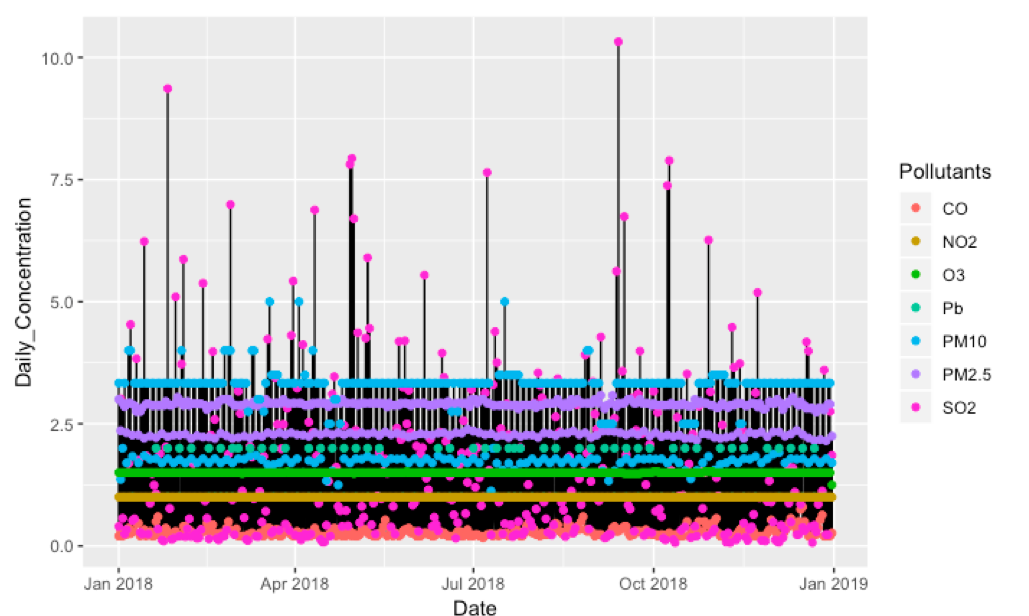 10.0
7.5
5.0
2.5
0.0
Daily_Concentration
Jan 2018
Apr 2018
Jul 2018
Oct 2018
Jan 2019
Date
Pollutants
CO
NO2
O3
Pb
PM10
PM2.5
SO2